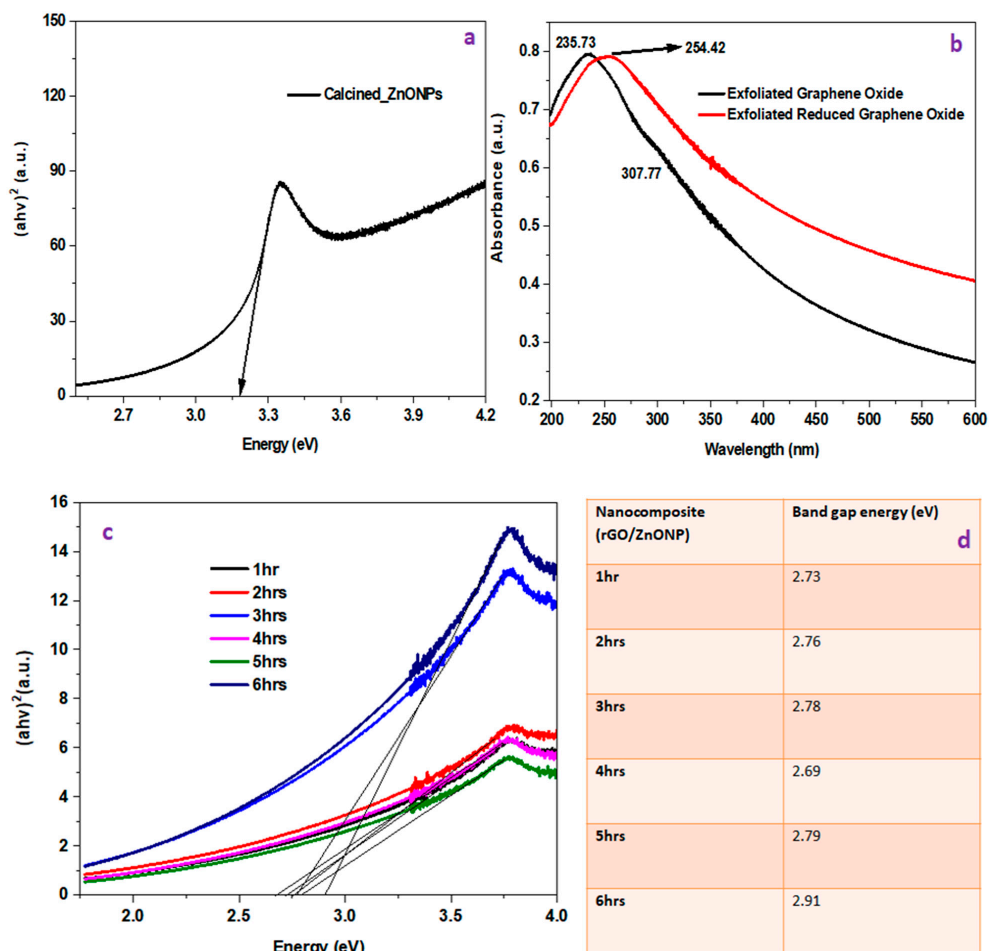 a
Calcined_ZnONPs
(ahv)² (a.u.)
150
120
90
60
30
0
2.7
3.0
3.3
3.6
3.9
4.2
Energy (eV)
b
235.73
254.42
307.77
Exfoliated Graphene Oxide
Exfoliated Reduced Graphene Oxide
Absorbance (a.u.)
0.8
0.7
0.6
0.5
0.4
0.3
0.2
200 250 300 350 400 450 500 550 600
Wavelength (nm)
c
1hr
2hrs
3hrs
4hrs
5hrs
6hrs
(ahv)²(a.u.)
16
14
12
10
8
6
4
2
0
2.0
2.5
3.0
3.5
4.0
Energy (eV)
Nanocomposite
(rGO/ZnONP)
Band gap energy (eV)
d
1hr 2.73
2hrs 2.76
3hrs 2.78
4hrs 2.69
5hrs 2.79
6hrs 2.91